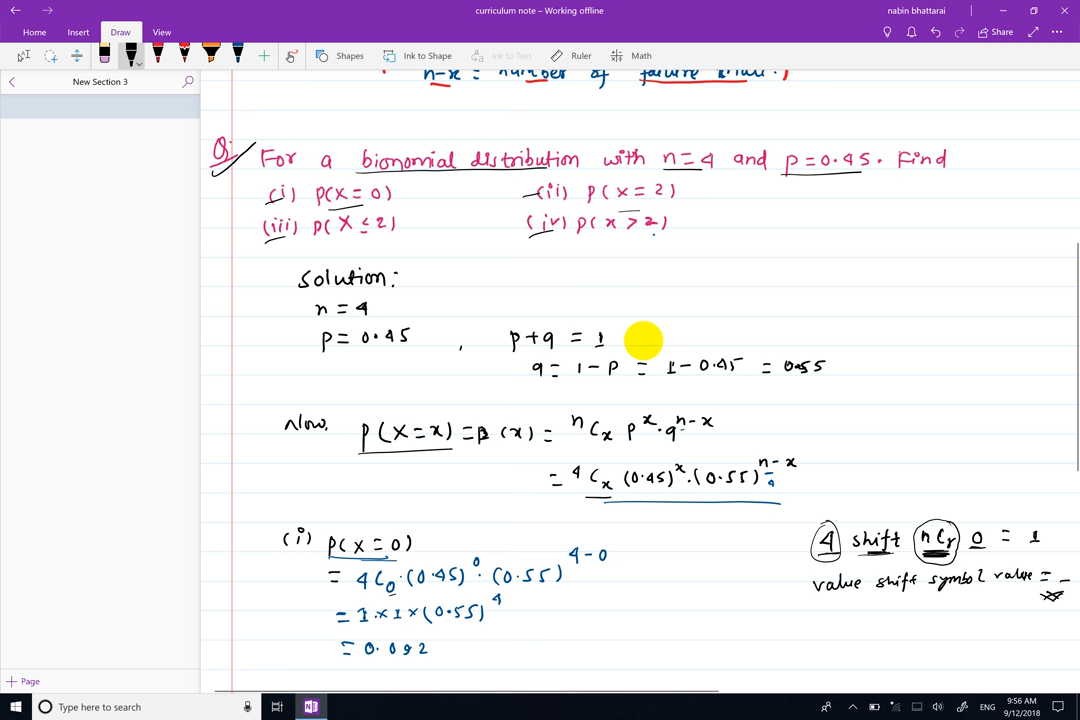 curriculum note – Working offline
nabin bhattarai
Home Insert Draw View
Share
Shapes Ink to Shape Ink to Text Ruler Math
New Section 3
n-x = number of failure trial.)
Q: For a bionomial distribution with n=4 and p=0.45. Find
(i) p(X=0) (ii) p(x=2)
(iii) p(X≤2) (iv) p(x>2)
Solution:
n = 4
p = 0.45 , p+q = 1
q = 1-p = 1-0.45 = 0.55
Now, p(X=x) = p(x) = ⁿCₓ pˣ.qⁿ⁻ˣ
= ⁴Cₓ (0.45)ˣ.(0.55)ⁿ⁻ˣ
4
(i) p(X=0)
= 4C₀.(0.45)⁰.(0.55)⁴⁻⁰
= 1×1×(0.55)⁴
= 0.092
4 shift nCr 0 = 1
value shift symbol value = -
+ Page
Type here to search
ENG
9:56 AM
9/12/2018